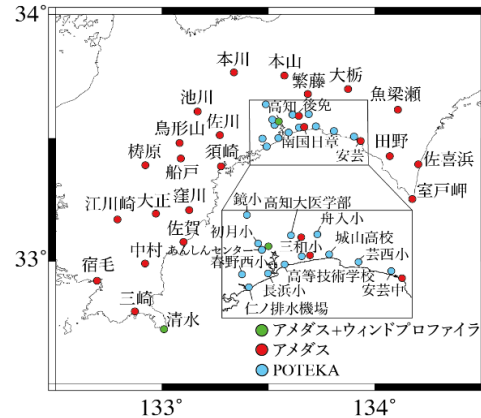 34°
本川
本山
繁藤
大栃
魚梁瀬
池川
高知
後免
佐川
鳥形山
南国日章
安芸
田野
佐喜浜
梼原
船戸
須崎
室戸岬
江川崎
大正
窪川
佐賀
鏡小
高知大医学部
舟入小
初月小
三和小
城山高校
あんしんセンター
芸西小
中村
春野西小
高等技術学校
安芸中
33°
宿毛
長浜小
仁ノ排水機場
三崎
清水
アメダス+ウィンドプロファイラ
アメダス
POTEKA
133°
134°